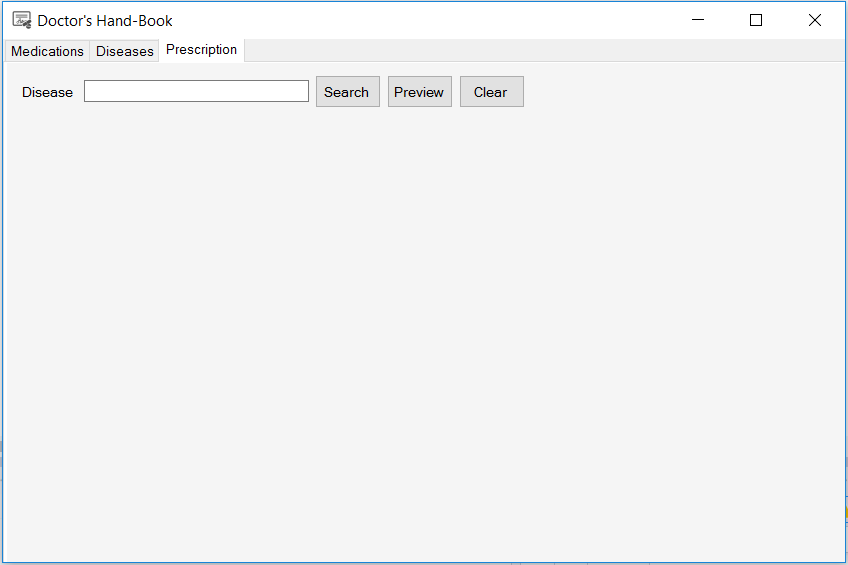 Doctor's Hand-Book
Medications Diseases Prescription
Disease Search Preview Clear